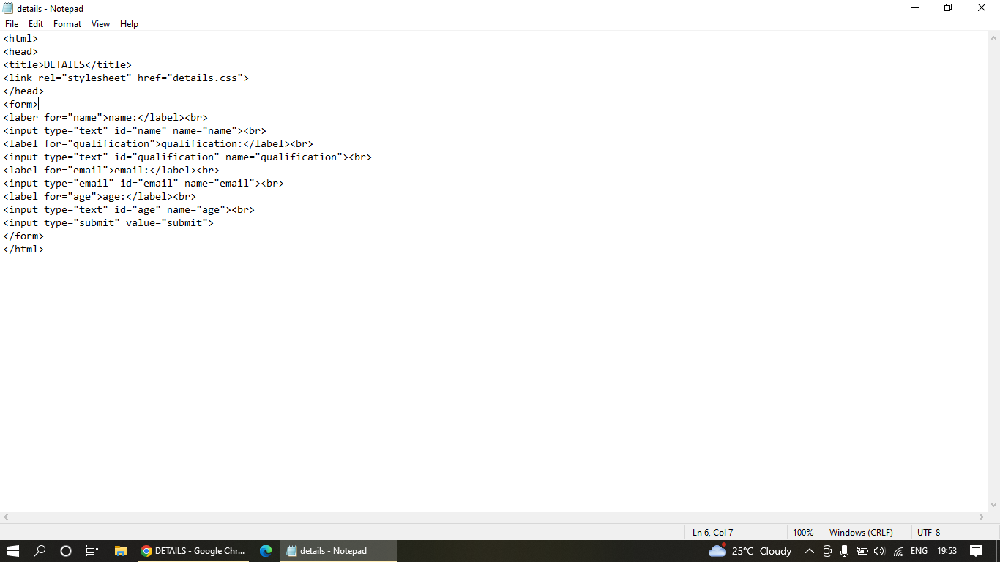 details - Notepad
File Edit Format View Help
<html>
<head>
<title>DETAILS</title>
<link rel="stylesheet" href="details.css">
</head>
<form>
<laber for="name">name:</label><br>
<input type="text" id="name" name="name"><br>
<label for="qualification">qualification:</label><br>
<input type="text" id="qualification" name="qualification"><br>
<label for="email">email:</label><br>
<input type="email" id="email" name="email"><br>
<label for="age">age:</label><br>
<input type="text" id="age" name="age"><br>
<input type="submit" value="submit">
</form>
</html>
Ln 6, Col 7 100% Windows (CRLF) UTF-8
DETAILS - Google Chr... details - Notepad 25°C Cloudy ENG 19:53